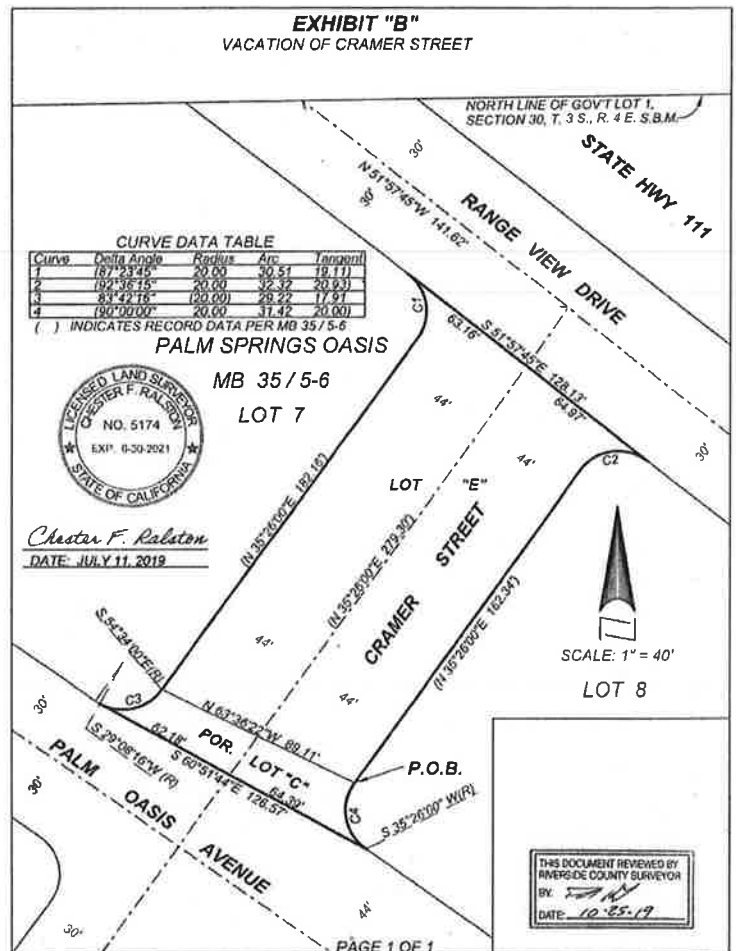 EXHIBIT "B"
VACATION OF CRAMER STREET
NORTH LINE OF GOV'T LOT 1,
SECTION 30, T. 3 S., R. 4 E. S.B.M.
STATE HWY 111
30'
30'
N 51°57'45"W 141.62'
RANGE VIEW DRIVE
30'
CURVE DATA TABLE
Curve Delta Angle Radius Arc Tangent
1 (87°23'45" 20.00 30.51 19.11)
2 (92°36'15" 20.00 32.32 20.93)
3 83°42'16" (20.00) 29.22 17.91
4 (90°00'00" 20.00 31.42 20.00)
( ) INDICATES RECORD DATA PER MB 35/5-6
PALM SPRINGS OASIS
MB 35 / 5-6
LOT 7
C1
63.16'
S 51°57'45"E 128.13'
64.97'
C2
LICENSED LAND SURVEYOR
CHESTER F. RALSTON
NO. 5174
EXP. 6-30-2021
STATE OF CALIFORNIA
Chester F. Ralston
DATE: JULY 11, 2019
44'
44'
LOT "E"
CRAMER STREET
(N 35°26'00"E 182.16')
(N 35°26'00"E 279.30')
(N 35°26'00"E 162.34')
44'
44'
SCALE: 1" = 40'
LOT 8
S 54°34'00"E(R)
C3
N 63°36'22"W 89.11'
POR. LOT "C"
62.18'
64.39'
S 60°51'44"E 126.57'
S 29°08'16"W (R)
P.O.B.
C4
S 35°26'00" W(R)
30'
30'
PALM OASIS AVENUE
30'
44'
THIS DOCUMENT REVIEWED BY
RIVERSIDE COUNTY SURVEYOR
BY:
DATE: 10-25-19
PAGE 1 OF 1